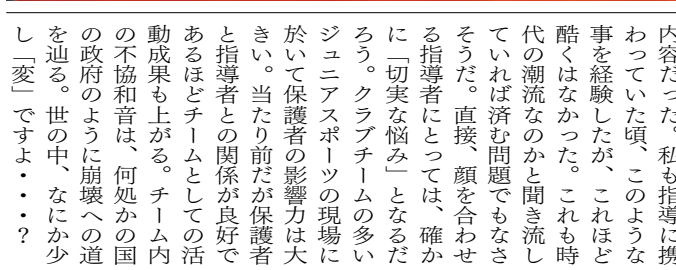 内容だった。私も指導に携
わっていた頃、このような
事を経験したが、これほど
酷くはなかった。これも時
代の潮流なのかと聞き流し
ていれば済む問題でもなさ
そうだ。直接、顔を合わせ
る指導者にとっては、確か
に「切実な悩み」となるだ
ろう。クラブチームの多い
ジュニアスポーツの現場に
於いて保護者の影響力は大
きい。当たり前だが保護者
と指導者との関係が良好で
あるほどチームとしての活
動成果も上がる。チーム内
の不協和音は、何処かの国
の政府のように崩壊への道
を辿る。世の中、なにか少
し「変」ですよ・・・？